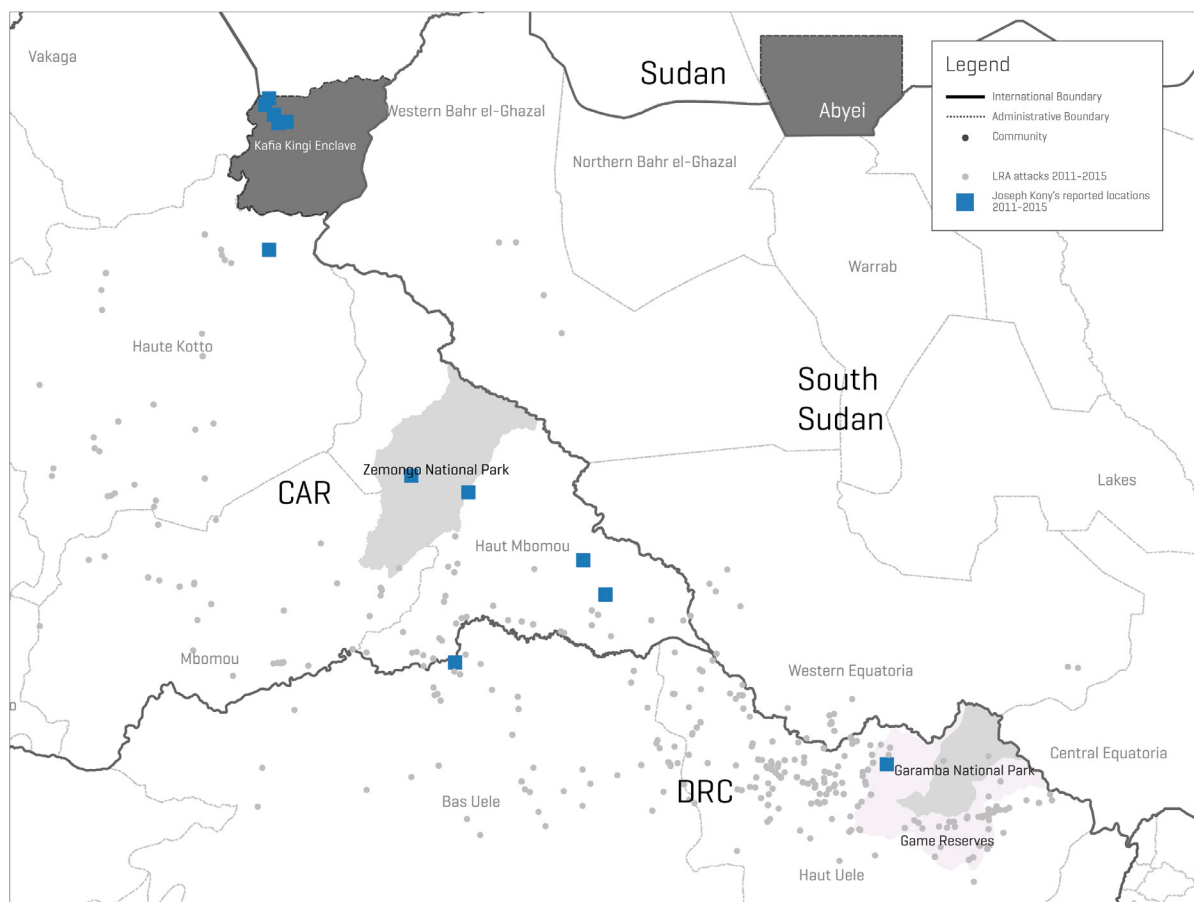 Vakaga
Sudan
Western Bahr el-Ghazal
Abyei
Legend
International Boundary
Administrative Boundary
Community
LRA attacks 2011-2015
Joseph Kony's reported locations
2011-2015
Kafia Kingi Enclave
Northern Bahr el-Ghazal
Warrab
Haute Kotto
South
Sudan
Zemongo National Park
CAR
Lakes
Haut Mbomou
Mbomou
Western Equatoria
Central Equatoria
Garamba National Park
DRC
Bas Uele
Game Reserves
Haut Uele